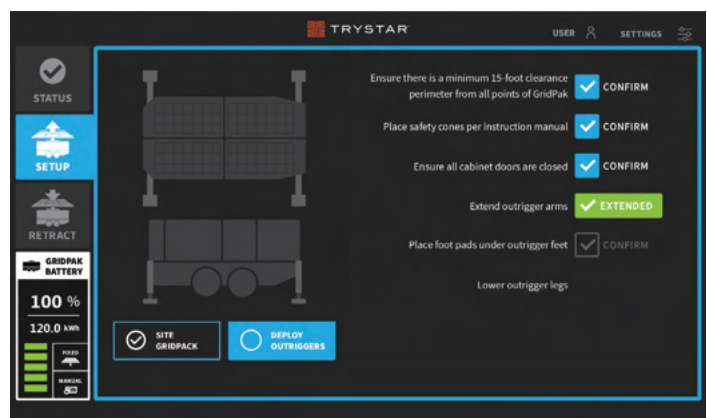 TRYSTAR
USER
SETTINGS
STATUS
SETUP
RETRACT
GRIDPAK
BATTERY
100 %
120.0 kWh
FIXED
MANUAL
Ensure there is a minimum 15-foot clearance
perimeter from all points of GridPak
CONFIRM
Place safety cones per instruction manual
CONFIRM
Ensure all cabinet doors are closed
CONFIRM
Extend outrigger arms
EXTENDED
Place foot pads under outrigger feet
CONFIRM
Lower outrigger legs
SITE
GRIDPACK
DEPLOY
OUTRIGGERS